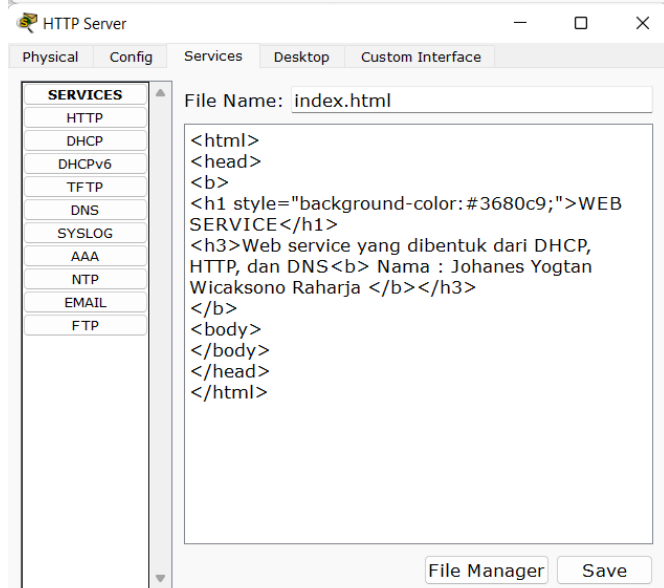 HTTP Server
Physical Config Services Desktop Custom Interface
SERVICES
HTTP
DHCP
DHCPv6
TFTP
DNS
SYSLOG
AAA
NTP
EMAIL
FTP
File Name: index.html
<html>
<head>
<b>
<h1 style="background-color:#3680c9;">WEB
SERVICE</h1>
<h3>Web service yang dibentuk dari DHCP,
HTTP, dan DNS<b> Nama : Johanes Yogtan
Wicaksono Raharja </b></h3>
</b>
<body>
</body>
</head>
</html>
File Manager Save